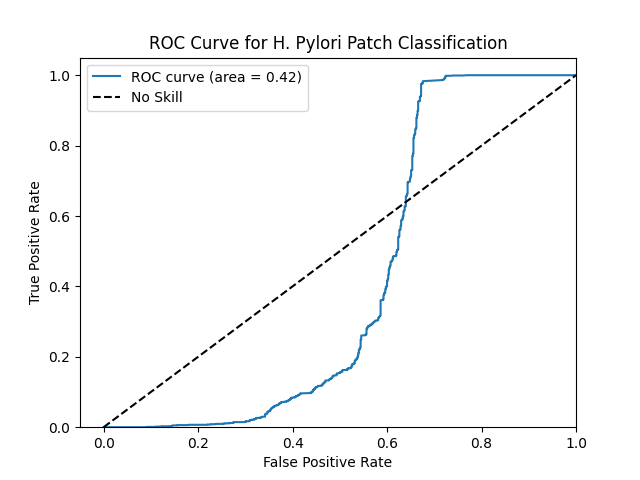 ROC Curve for H. Pylori Patch Classification
ROC curve (area = 0.42)
No Skill
True Positive Rate
1.0
0.8
0.6
0.4
0.2
0.0
0.0 0.2 0.4 0.6 0.8 1.0
False Positive Rate